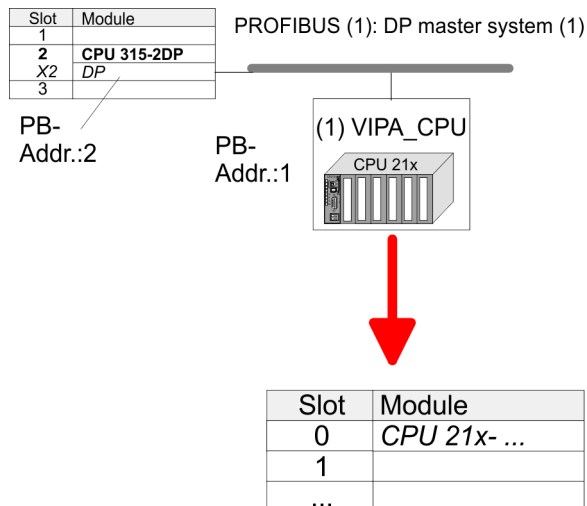 Slot Module
1
2 CPU 315-2DP
X2 DP
3
PROFIBUS (1): DP master system (1)
PB-
Addr.:2
PB-
Addr.:1
(1) VIPA_CPU
CPU 21x
Slot Module
0 CPU 21x- ...
1
...